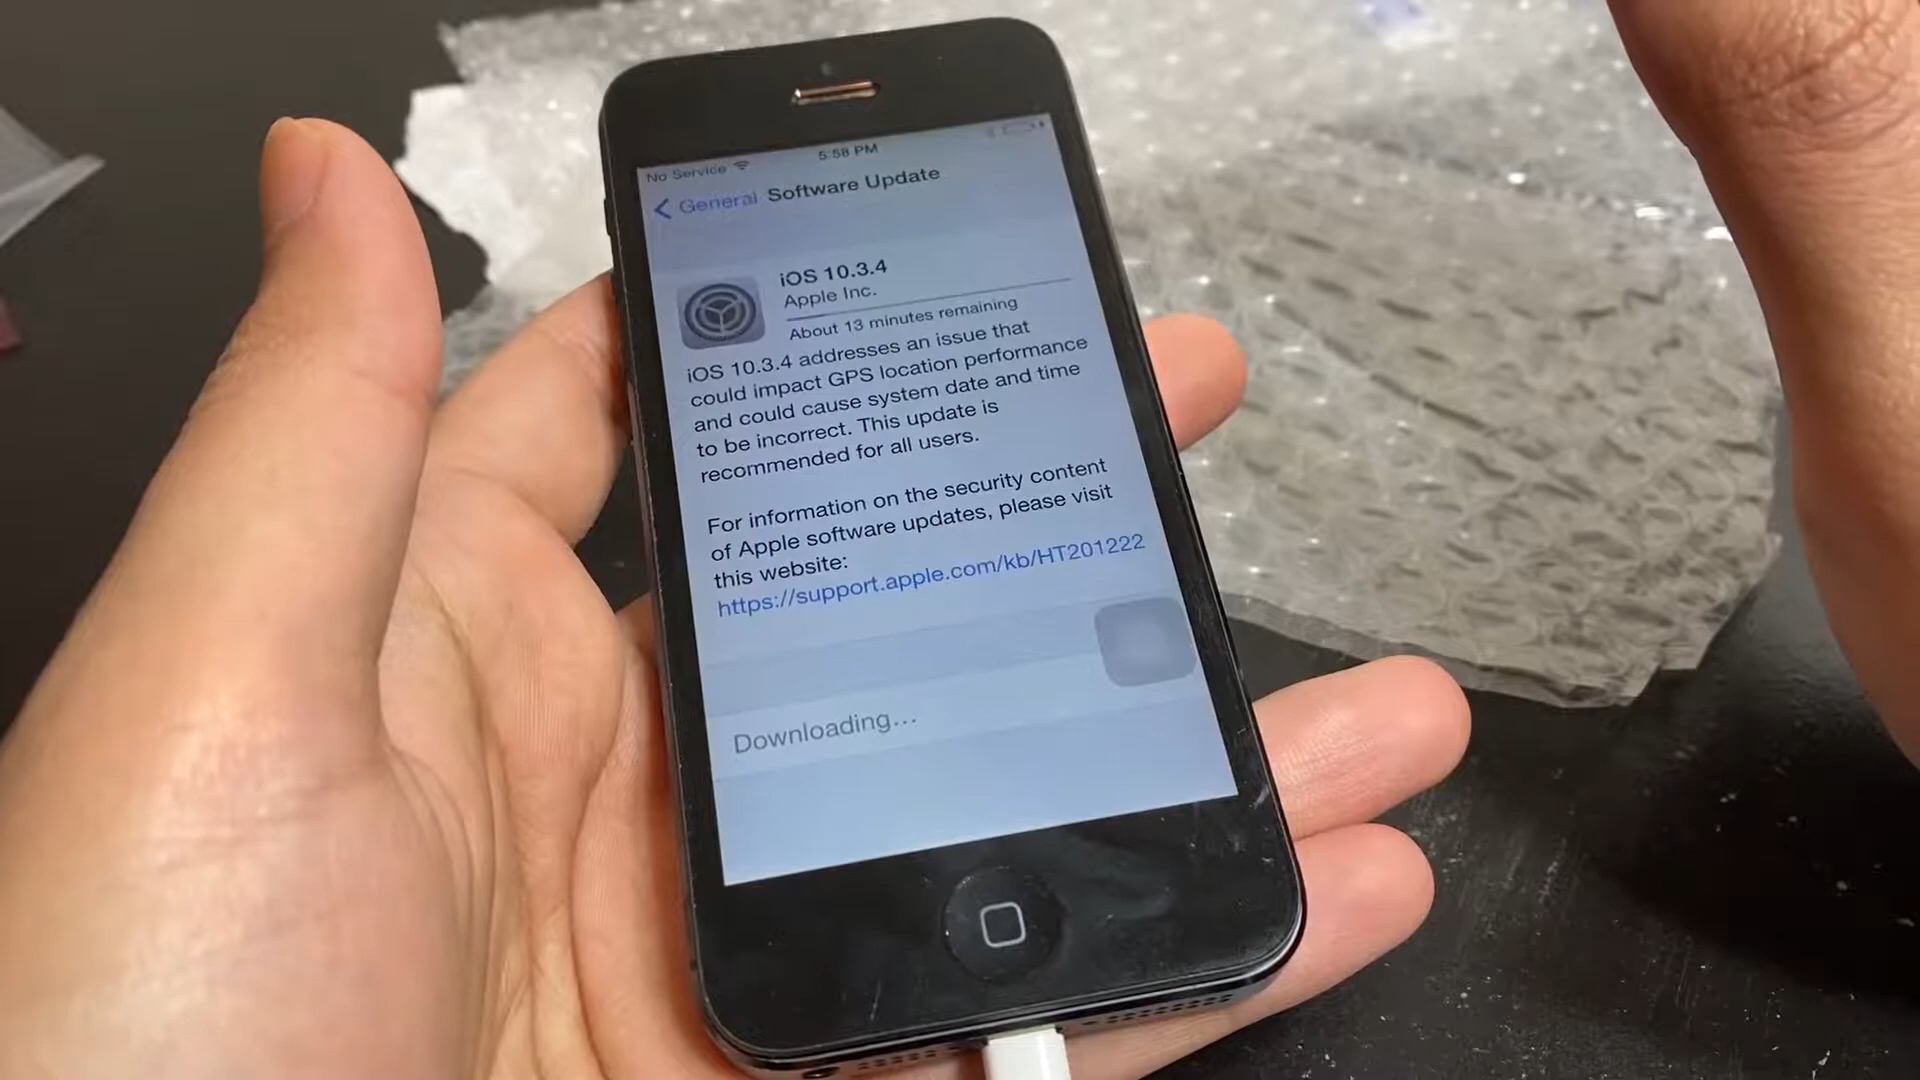 No Service
5:58 PM
General
Software Update
iOS 10.3.4
Apple Inc.
About 13 minutes remaining
iOS 10.3.4 addresses an issue that
could impact GPS location performance
and could cause system date and time
to be incorrect. This update is
recommended for all users.
For information on the security content
of Apple software updates, please visit
this website:
https://support.apple.com/kb/HT201222
Downloading...